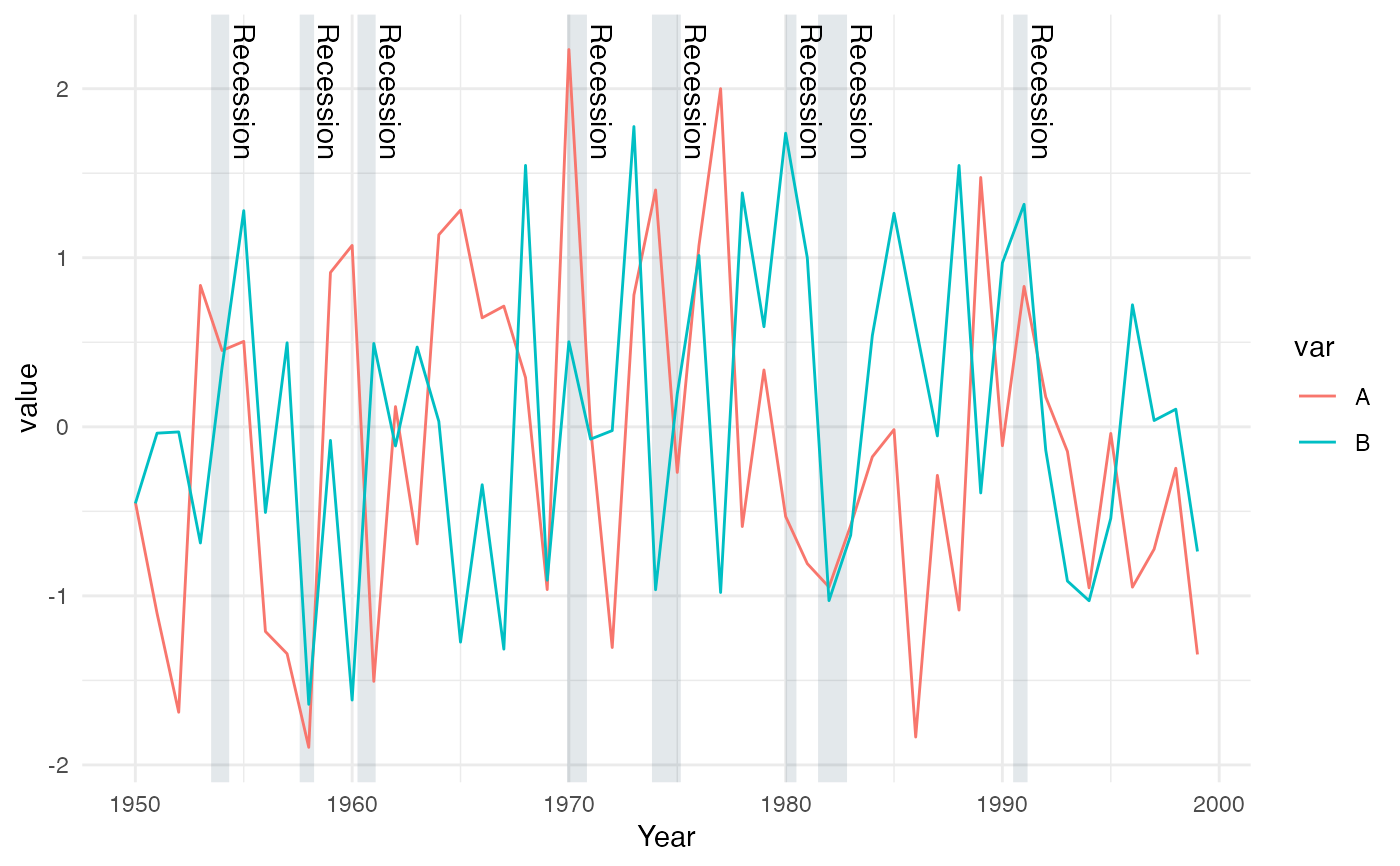 Recession
Recession
Recession
Recession
Recession
Recession
Recession
Recession
2
1
0
-1
-2
value
1950
1960
1970
1980
1990
2000
Year
var
A
B